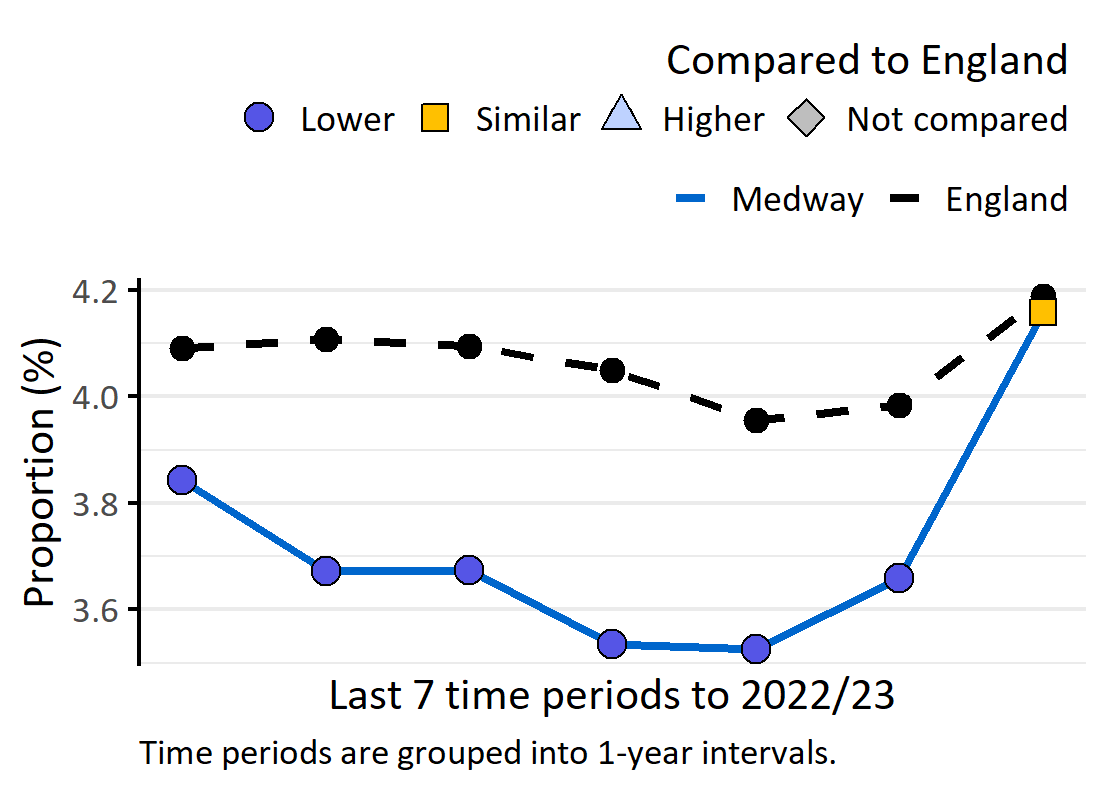 Compared to England
Lower Similar Higher Not compared
Medway England
4.2
4.0
3.8
3.6
Proportion (%)
Last 7 time periods to 2022/23
Time periods are grouped into 1-year intervals.